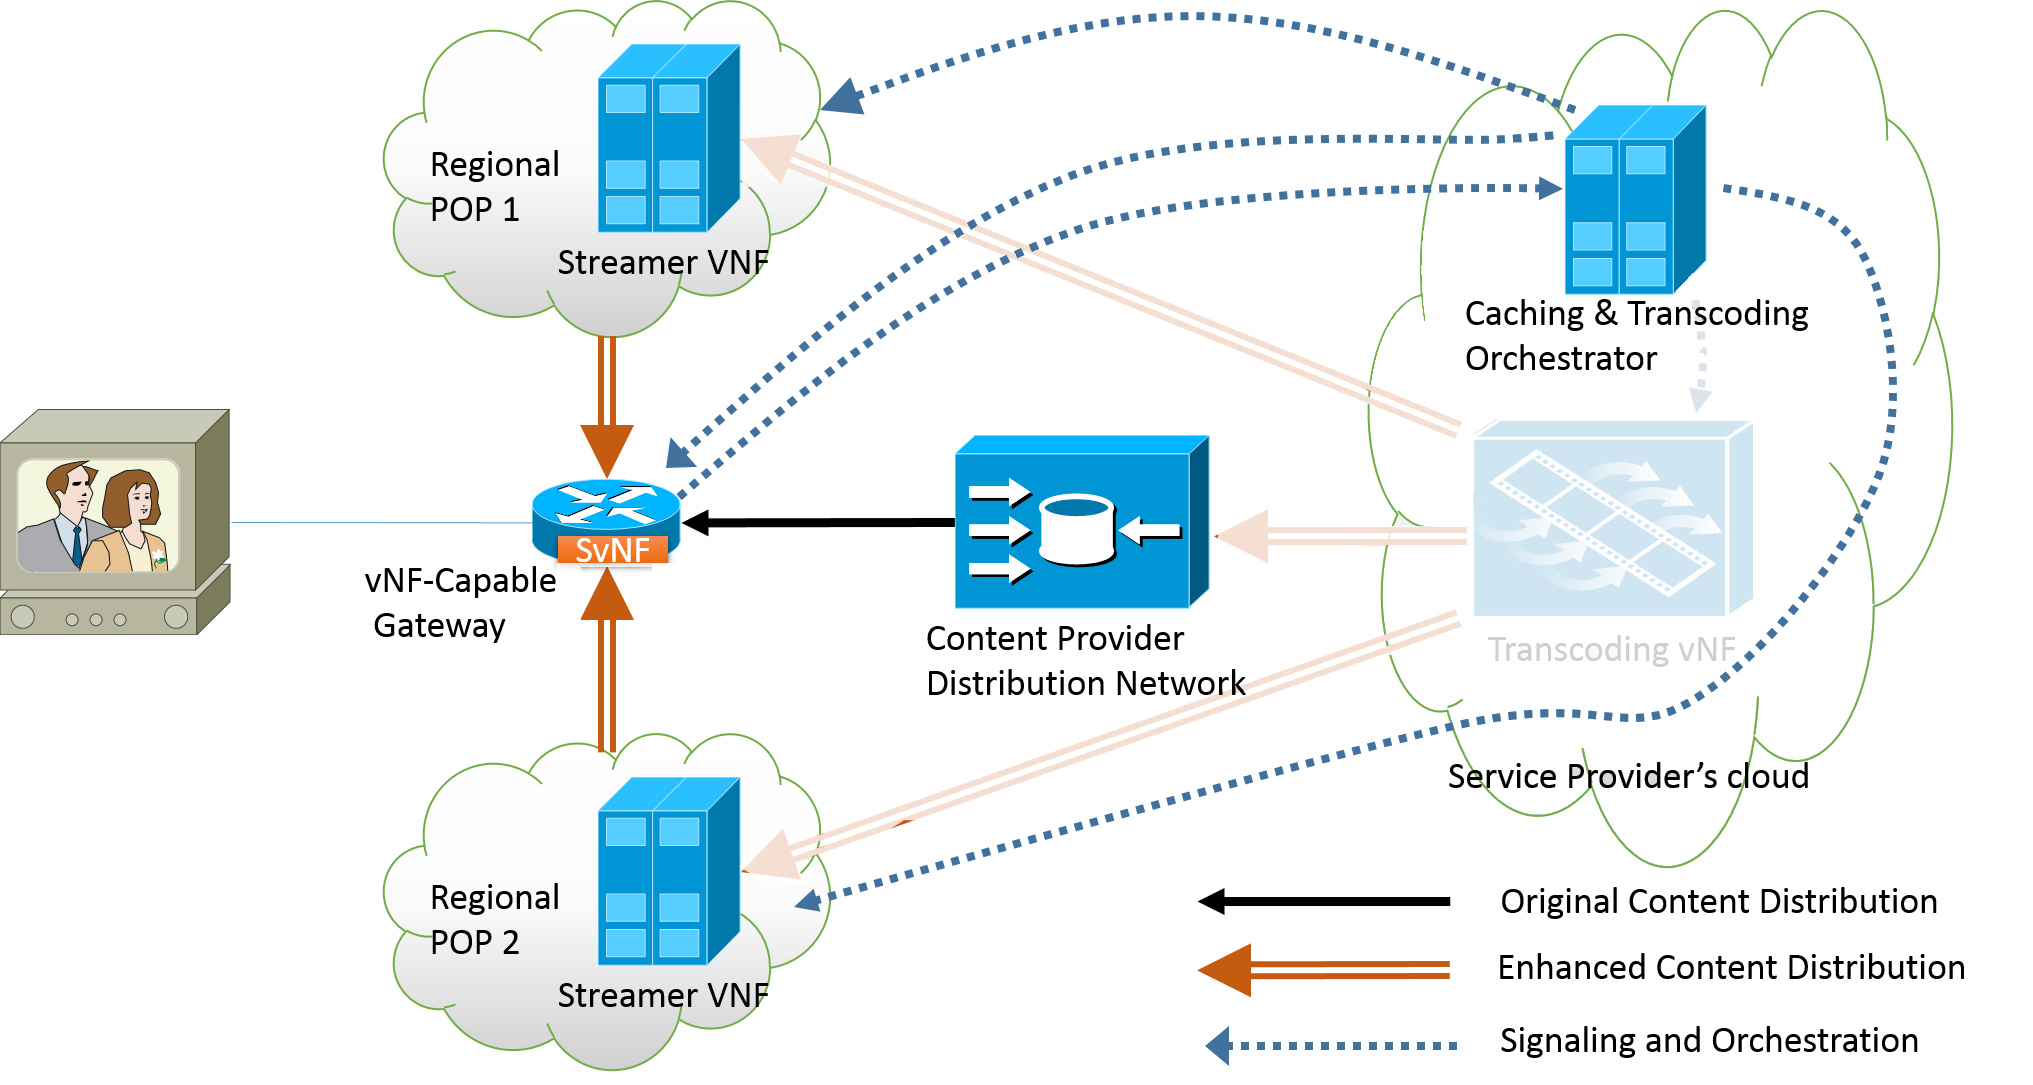 Regional
POP 1
Streamer VNF
Caching & Transcoding
Orchestrator
SvNF
vNF-Capable
Gateway
Content Provider
Distribution Network
Transcoding vNF
Service Provider’s cloud
Regional
POP 2
Streamer VNF
Original Content Distribution
Enhanced Content Distribution
Signaling and Orchestration